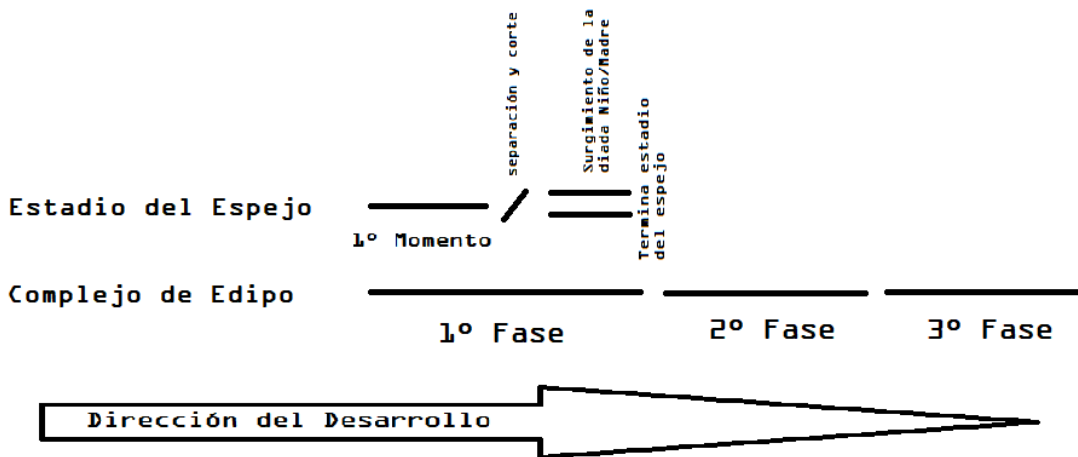 separación y corte
Surgimiento de la
diada Niño/Madre
Termina estadio
del espejo
Estadio del Espejo
1º Momento
Complejo de Edipo
1º Fase
2º Fase
3º Fase
Dirección del Desarrollo